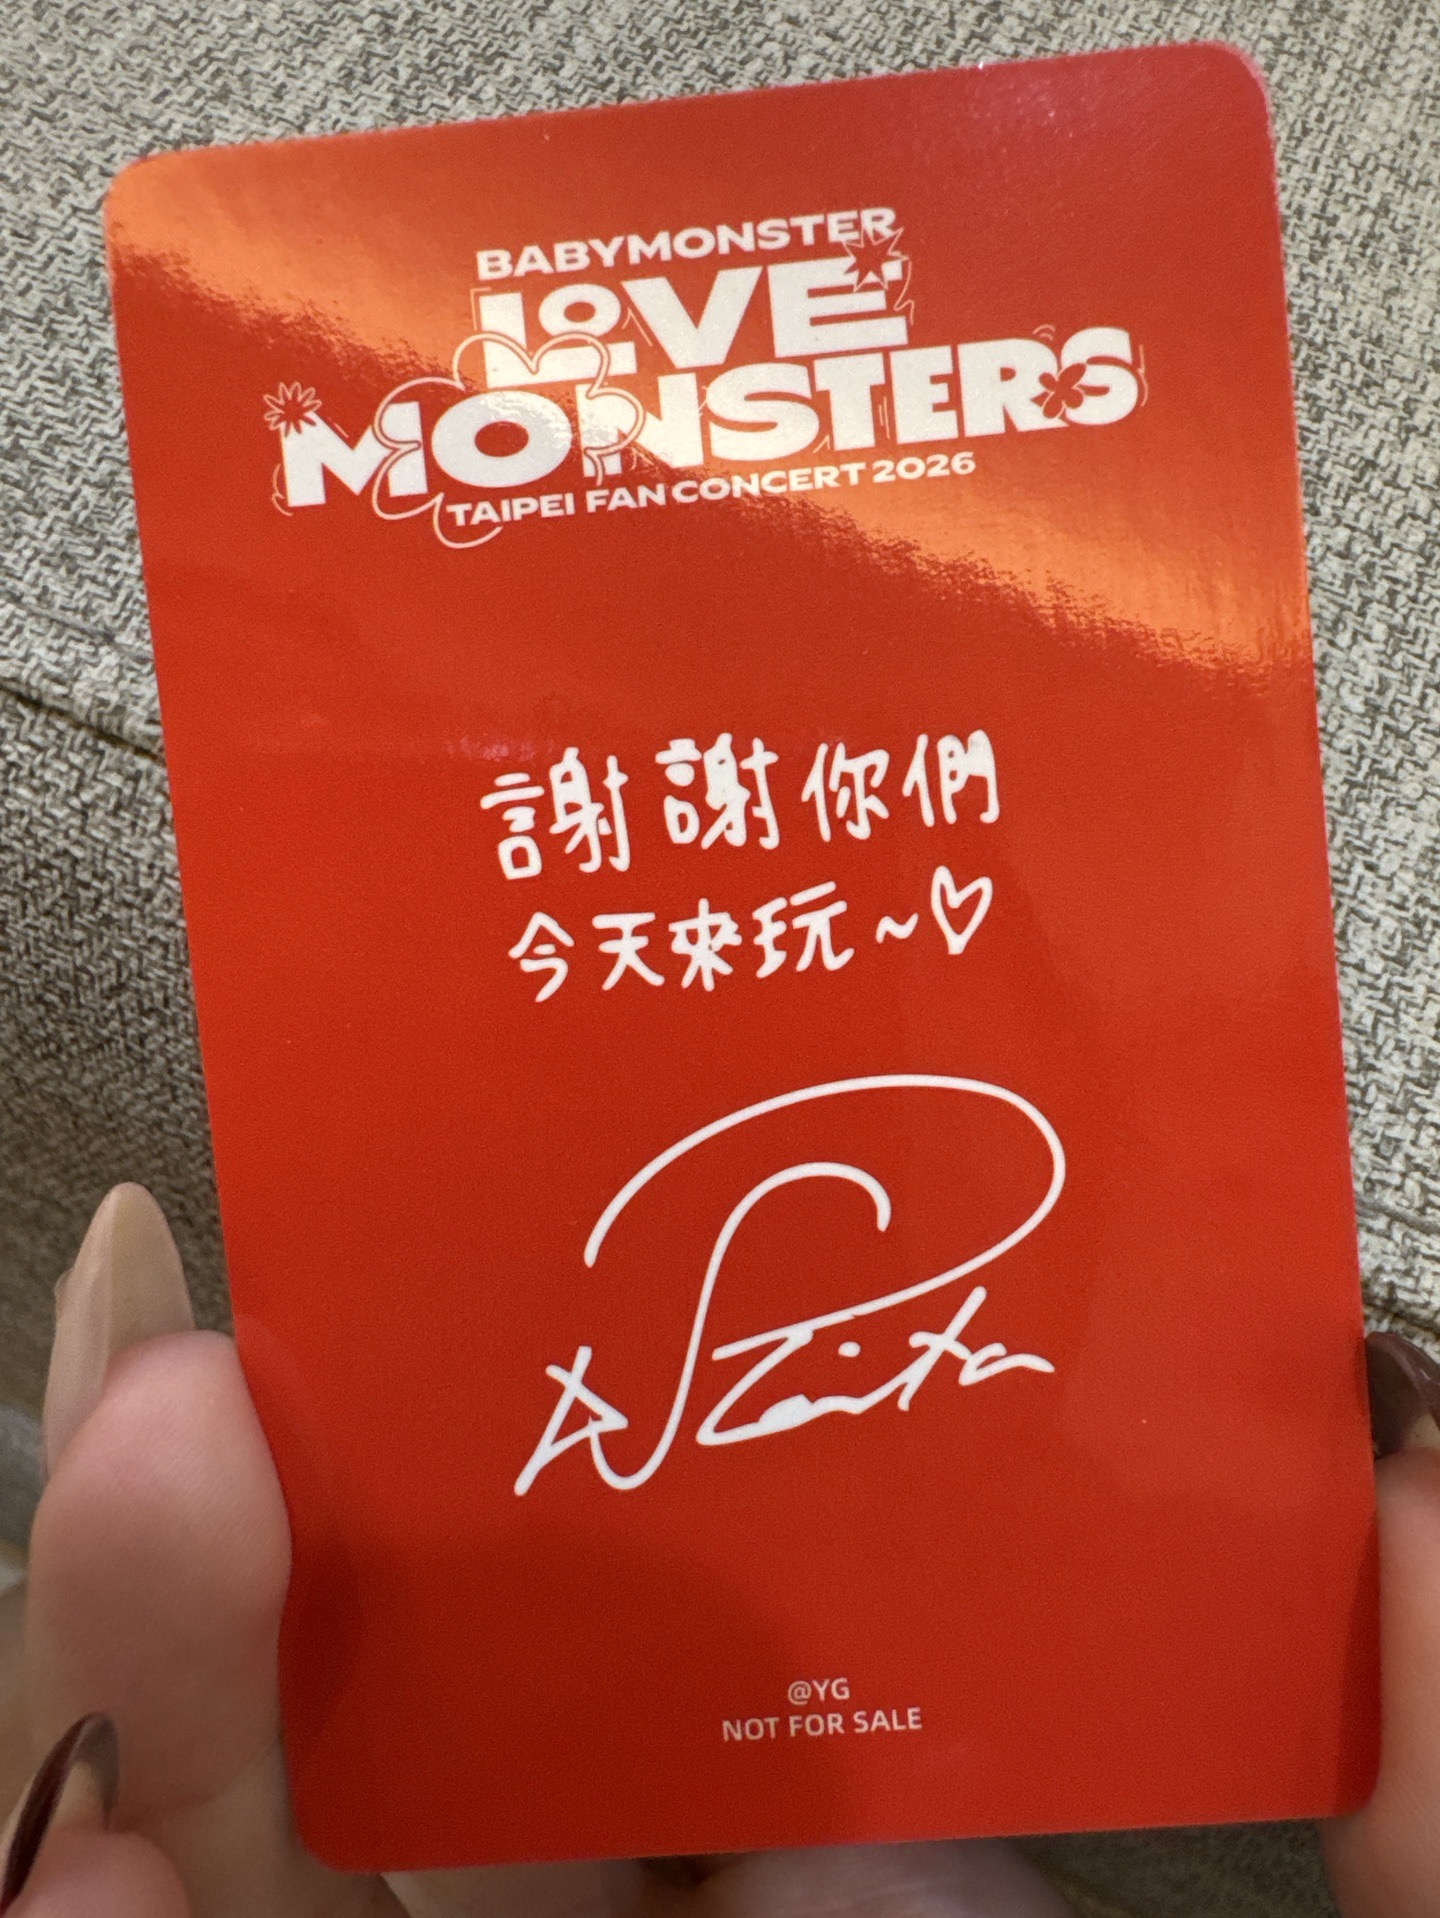 BABYMONSTER
LOVE
MONSTERS
TAIPEI FAN CONCERT 2026
謝謝你們
今天來玩~♡
Pharita
@YG
NOT FOR SALE